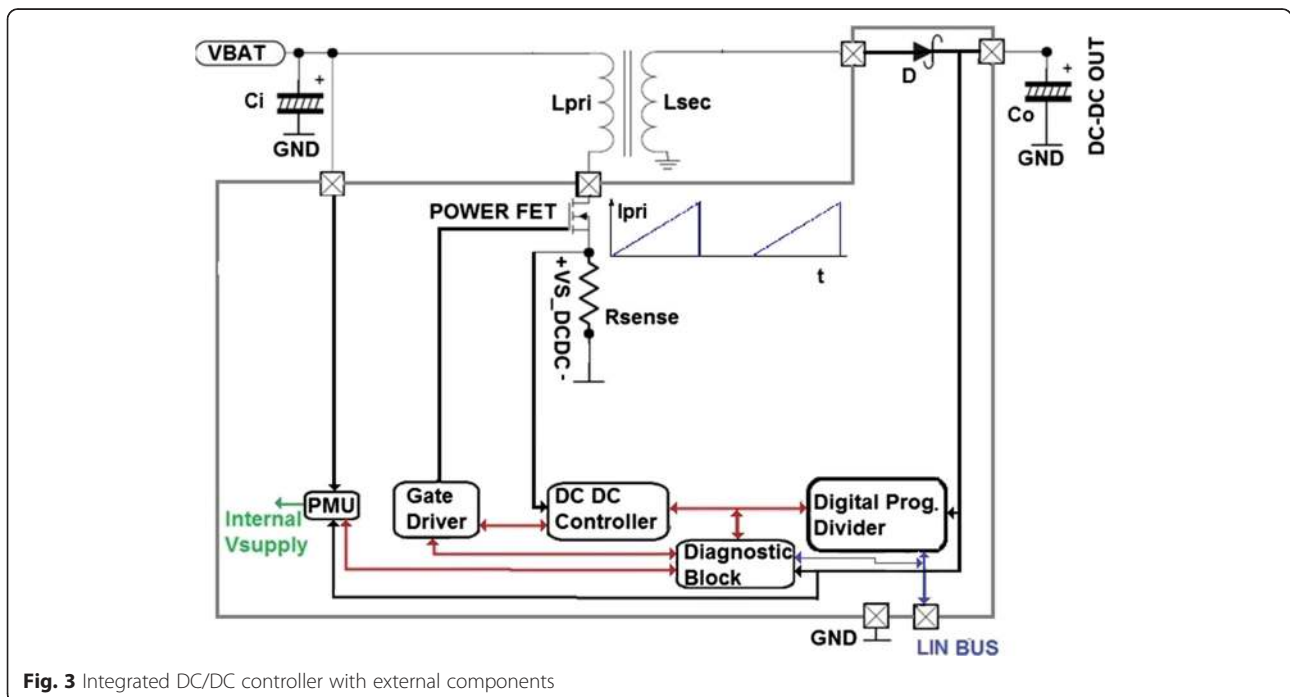 VBAT
+
Ci
GND
Lpri
Lsec
D
+
Co
GND
DC-DC OUT
POWER FET
Ipri
t
+VS_DCDC-
Rsense
PMU
Internal
Vsupply
Gate
Driver
DC DC
Controller
Digital Prog.
Divider
Diagnostic
Block
GND
LIN BUS
Fig. 3 Integrated DC/DC controller with external components